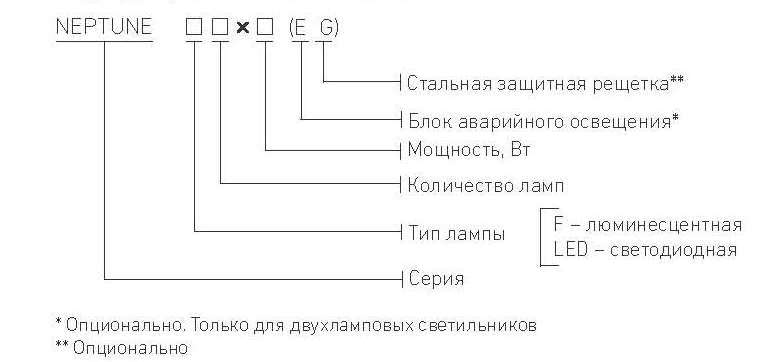 NEPTUNE □ □ × □ (E G)
Стальная защитная рещетка**
Блок аварийного освещения*
Мощность, Вт
Количество ламп
Тип лампы
F – люминесцентная
LED – светодиодная
Серия
* Опционально. Только для двухламповых светильников
** Опционально